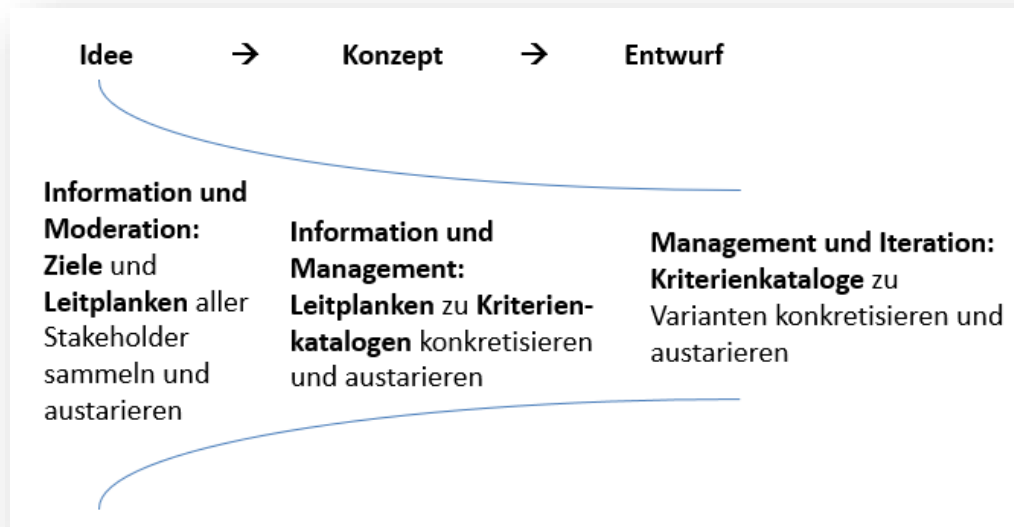 Idee → Konzept → Entwurf
Information und
Moderation:
Ziele und
Leitplanken aller
Stakeholder
sammeln und
austarieren
Information und
Management:
Leitplanken zu Kriterien-
katalogen konkretisieren
und austarieren
Management und Iteration:
Kriterienkataloge zu
Varianten konkretisieren und
austarieren